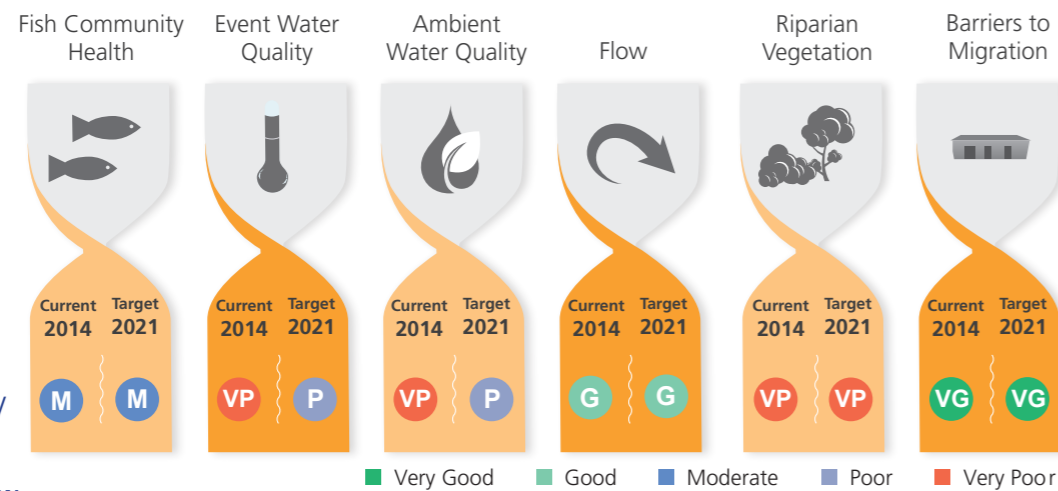 Fish Community
Health
Event Water
Quality
Ambient
Water Quality
Flow
Riparian
Vegetation
Barriers to
Migration
Current Target
2014 2021
M M
Current Target
2014 2021
VP P
Current Target
2014 2021
VP P
Current Target
2014 2021
G G
Current Target
2014 2021
VP VP
Current Target
2014 2021
VG VG
Very Good Good Moderate Poor Very Poor